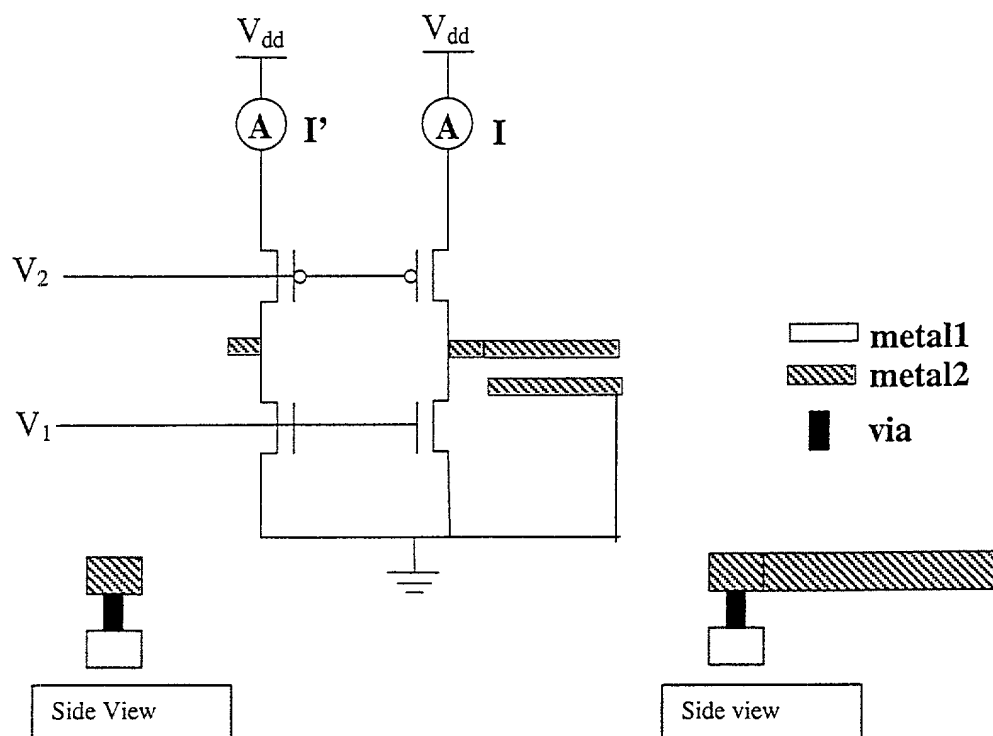 Vdd
Vdd
A I' A I
V2
metal1
metal2
V1
via
Side View
Side view